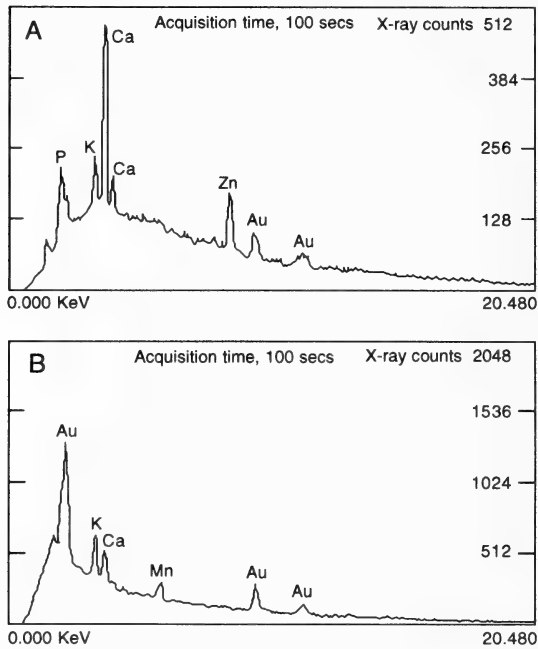 A
Acquisition time, 100 secs X-ray counts 512
Ca
384
P K 256
Ca
Zn
Au 128
Au
0.000 KeV 20.480
B
Acquisition time, 100 secs X-ray counts 2048
1536
Au
1024
K
Ca 512
Mn Au Au
0.000 KeV 20.480